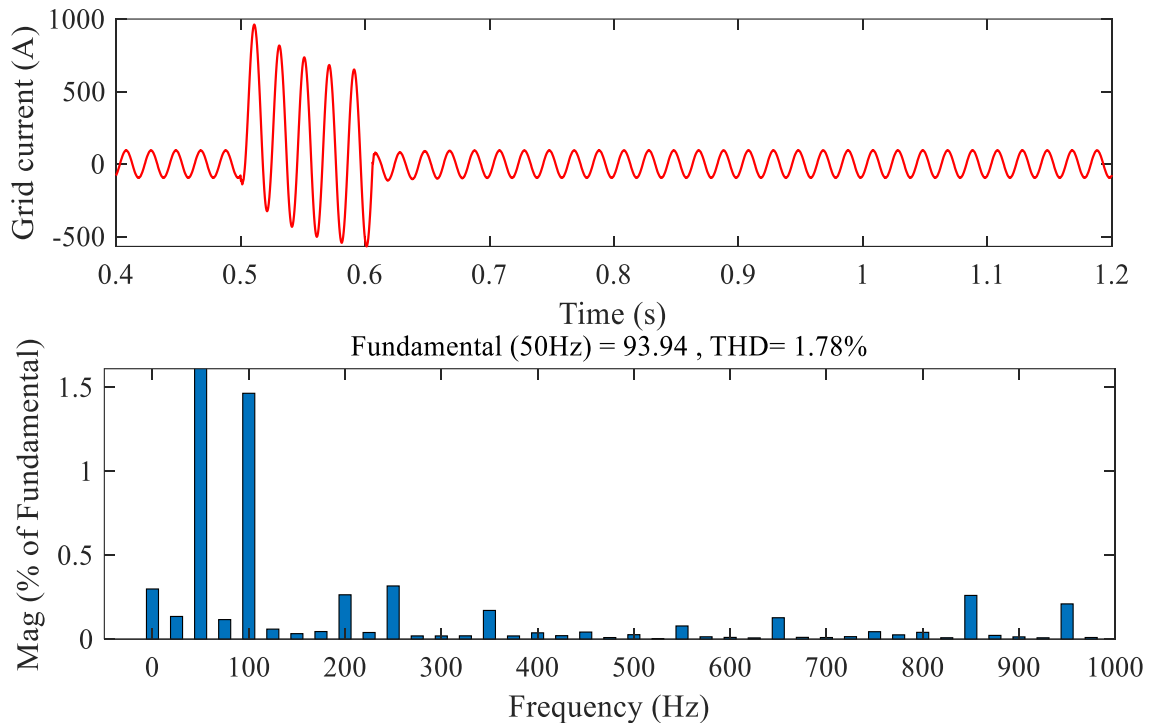 Grid current (A)
1000
500
0
-500
0.4 0.5 0.6 0.7 0.8 0.9 1 1.1 1.2
Time (s)
Fundamental (50Hz) = 93.94 , THD= 1.78%
Mag (% of Fundamental)
1.5
1
0.5
0
0 100 200 300 400 500 600 700 800 900 1000
Frequency (Hz)